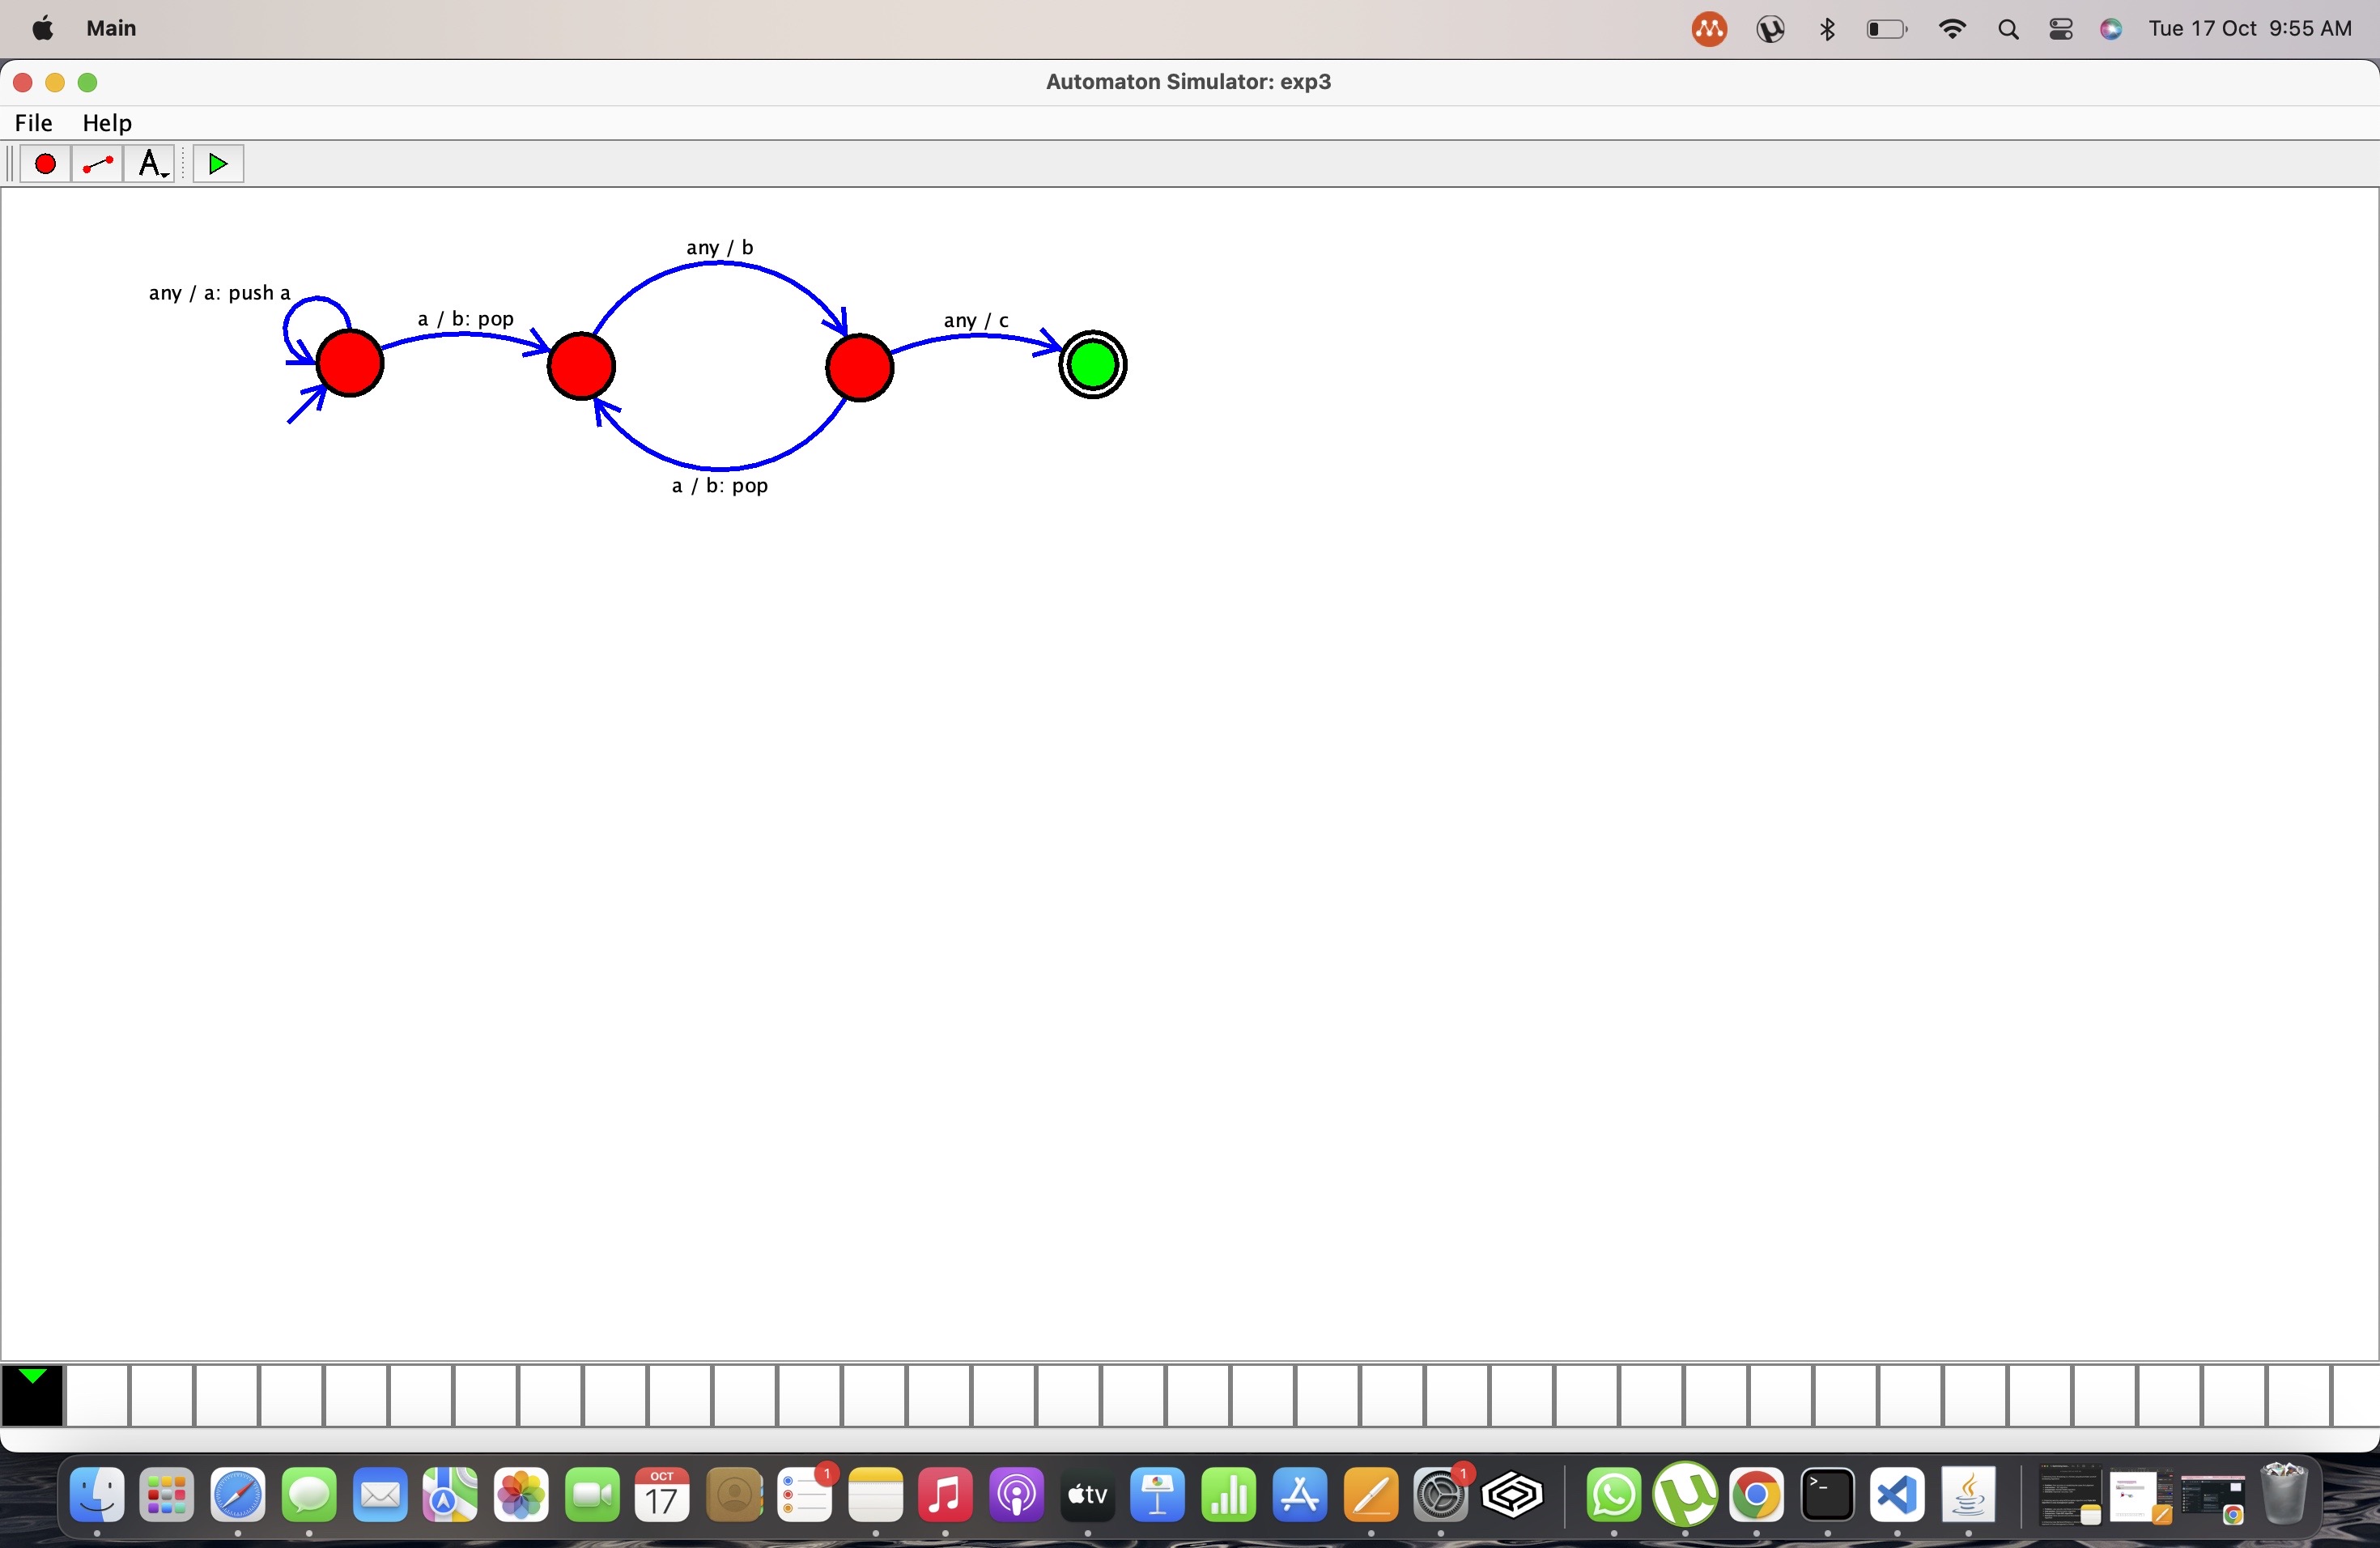 Main
Tue 17 Oct 9:55 AM
Automaton Simulator: exp3
File Help
A
any / b
any / a: push a
a / b: pop
any / c
a / b: pop
OCT
17
1
tv
1
>_